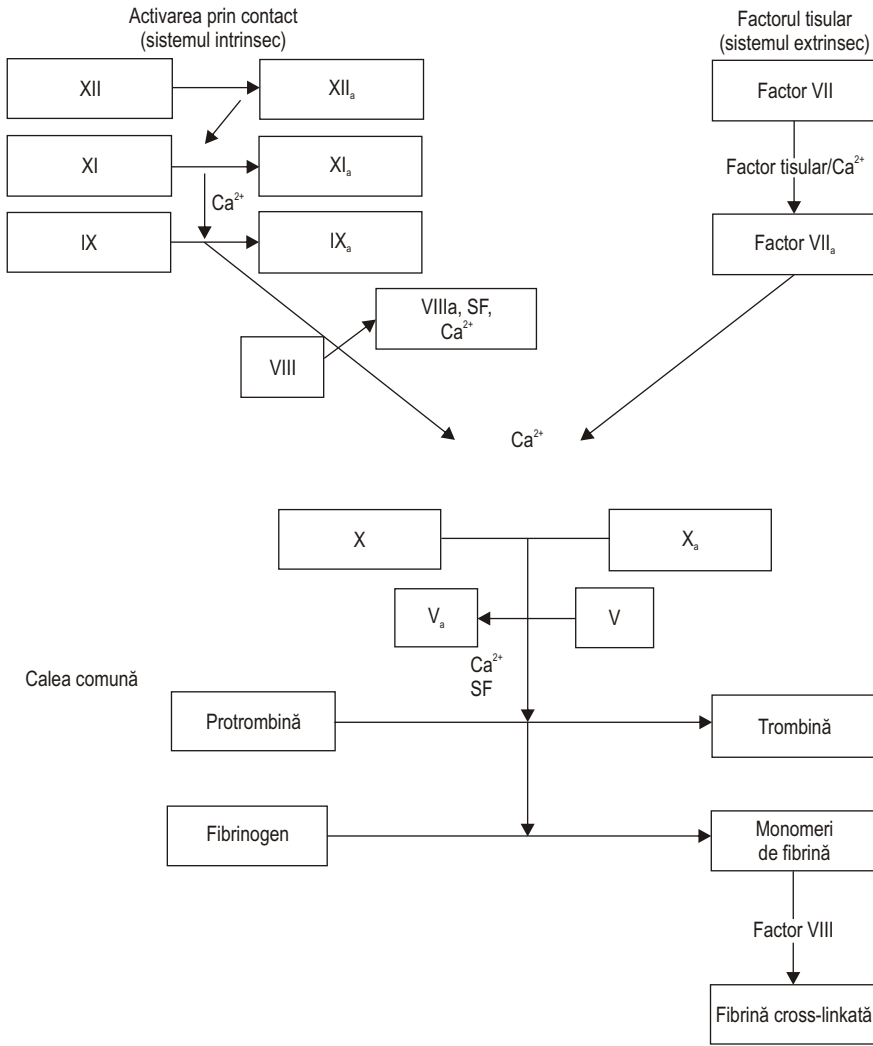 Activarea prin contact
(sistemul intrinsec)
Factorul tisular
(sistemul extrinsec)
XII
XIIₐ
Factor VII
XI
XIₐ
Factor tisular/Ca²⁺
Ca²⁺
IX
IXₐ
Factor VIIₐ
VIIIa, SF,
Ca²⁺
VIII
Ca²⁺
X
Xₐ
Vₐ
V
Ca²⁺
SF
Calea comună
Protrombină
Trombină
Fibrinogen
Monomeri
de fibrină
Factor VIII
Fibrină cross-linkată